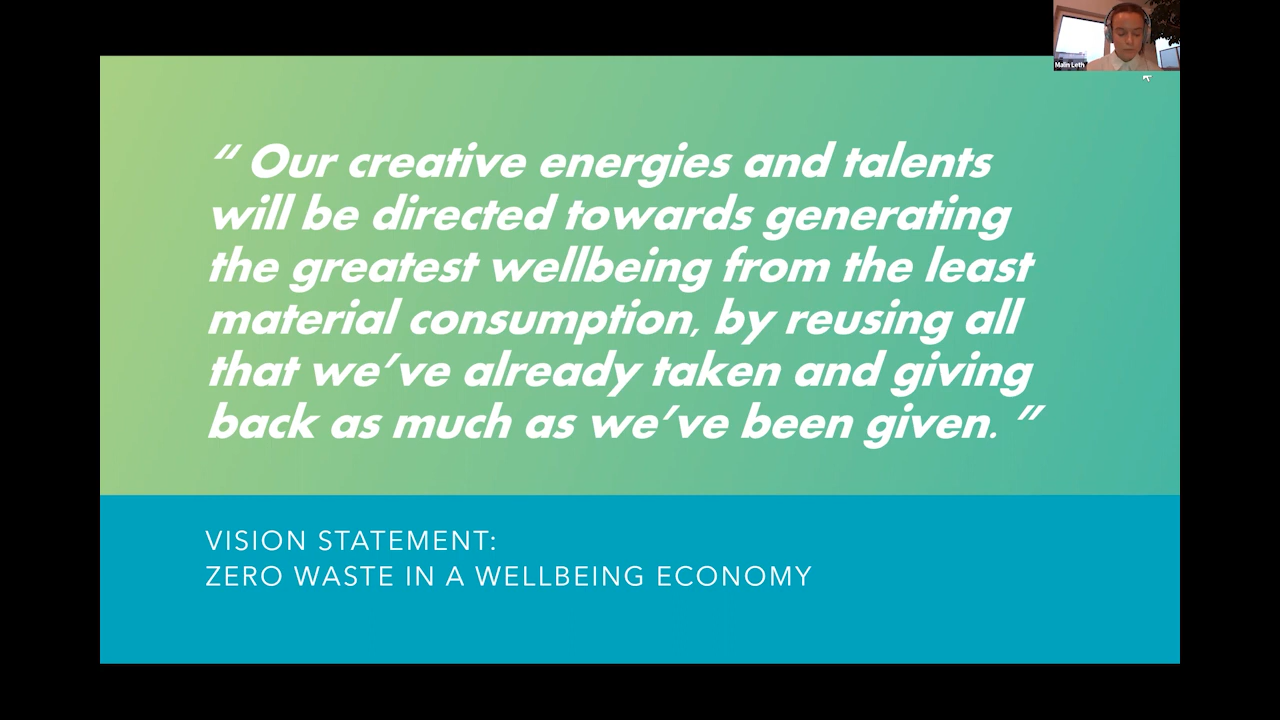 Malin Leth
“ Our creative energies and talents
will be directed towards generating
the greatest wellbeing from the least
material consumption, by reusing all
that we’ve already taken and giving
back as much as we’ve been given. ”
VISION STATEMENT:
ZERO WASTE IN A WELLBEING ECONOMY